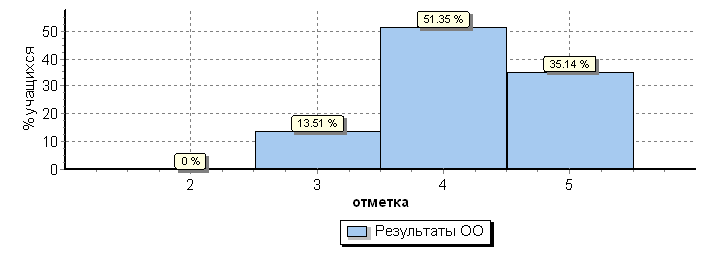 51.35 %
50
40
35.14 %
30
20
13.51 %
10
0 %
0
% учащихся
2 3 4 5
отметка
Результаты ОО